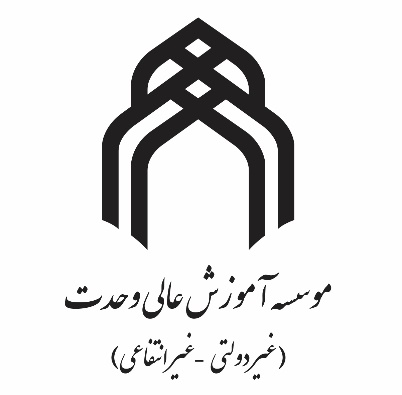 موسسه آموزش عالی وحدت
(غیردولتی - غیرانتفاعی)